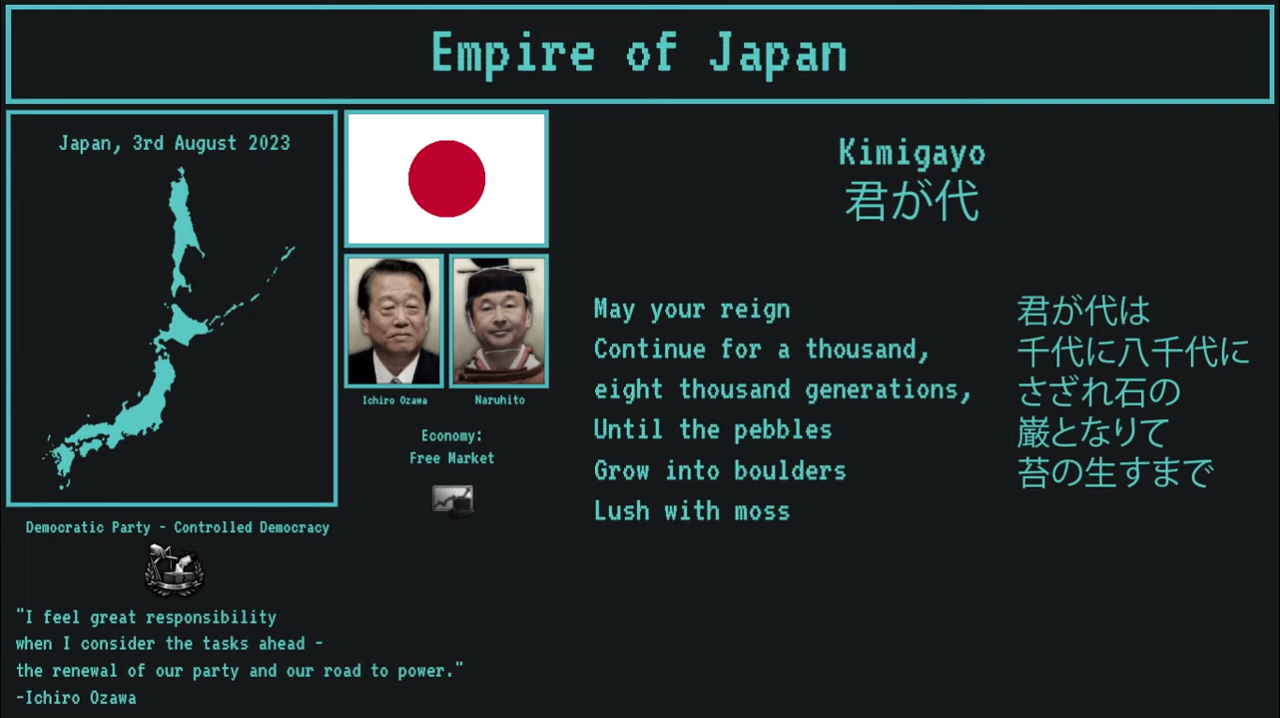 Empire of Japan
Japan, 3rd August 2023
Ichiro Ozawa
Naruhito
Economy:
Free Market
Democratic Party - Controlled Democracy
"I feel great responsibility
when I consider the tasks ahead -
the renewal of our party and our road to power."
-Ichiro Ozawa
Kimigayo
君が代
May your reign
Continue for a thousand,
eight thousand generations,
Until the pebbles
Grow into boulders
Lush with moss
君が代は
千代に八千代に
さざれ石の
巌となりて
苔の生すまで